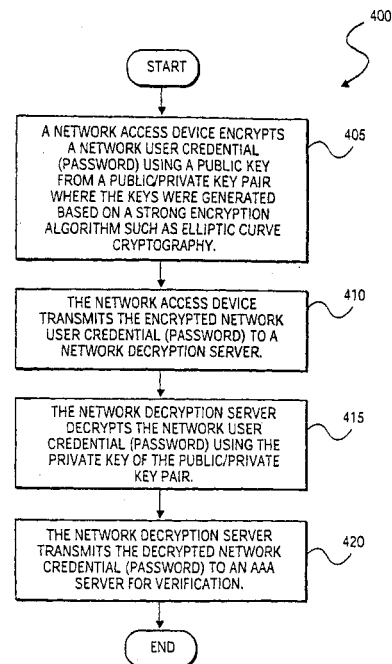 400
START
A NETWORK ACCESS DEVICE ENCRYPTS
A NETWORK USER CREDENTIAL
(PASSWORD) USING A PUBLIC KEY
FROM A PUBLIC/PRIVATE KEY PAIR
WHERE THE KEYS WERE GENERATED
BASED ON A STRONG ENCRYPTION
ALGORITHM SUCH AS ELLIPTIC CURVE
CRYPTOGRAPHY.
405
THE NETWORK ACCESS DEVICE
TRANSMITS THE ENCRYPTED NETWORK
USER CREDENTIAL (PASSWORD) TO A
NETWORK DECRYPTION SERVER.
410
THE NETWORK DECRYPTION SERVER
DECRYPTS THE NETWORK USER
CREDENTIAL (PASSWORD) USING THE
PRIVATE KEY OF THE PUBLIC/PRIVATE
KEY PAIR.
415
THE NETWORK DECRYPTION SERVER
TRANSMITS THE DECRYPTED NETWORK
CREDENTIAL (PASSWORD) TO AN AAA
SERVER FOR VERIFICATION.
420
END